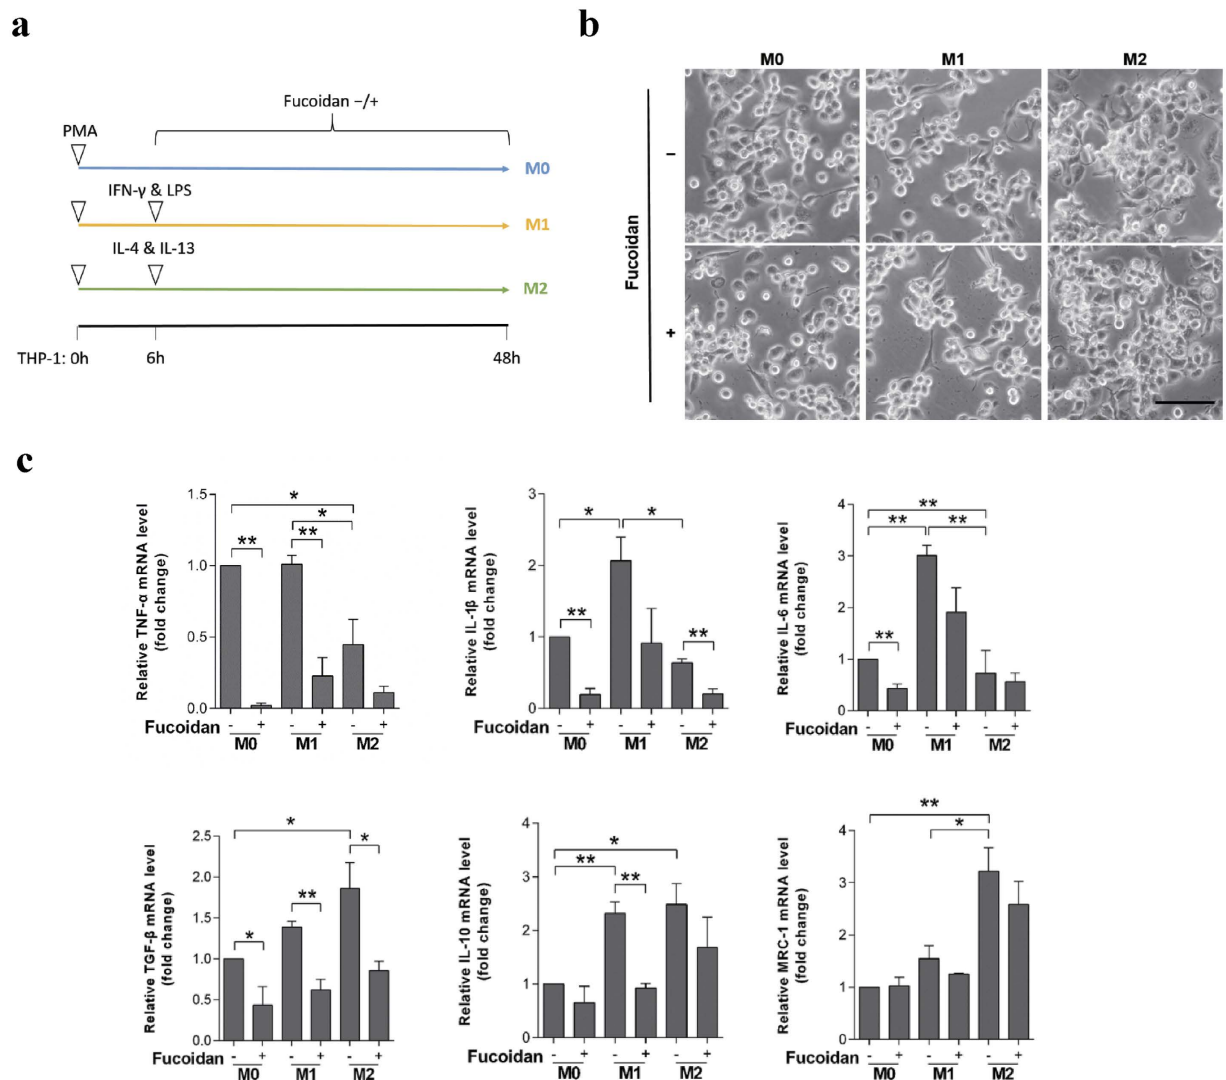 a
Fucoidan −/+
PMA
M0
IFN-γ & LPS
M1
IL-4 & IL-13
M2
THP-1: 0h 6h 48h
b
M0 M1 M2
Fucoidan
−
+
c
Relative TNF-α mRNA level
(fold change)
1.5
1.0
0.5
0.0
*
*
**
**
Fucoidan - + - + - +
M0 M1 M2
Relative IL-1β mRNA level
(fold change)
3
2
1
0
* *
** **
Fucoidan - + - + - +
M0 M1 M2
Relative IL-6 mRNA level
(fold change)
4
3
2
1
0
**
** **
**
Fucoidan - + - + - +
M0 M1 M2
Relative TGF-β mRNA level
(fold change)
2.5
2.0
1.5
1.0
0.5
0.0
*
*
**
*
Fucoidan - + - + - +
M0 M1 M2
Relative IL-10 mRNA level
(fold change)
4
3
2
1
0
*
**
**
Fucoidan - + - + - +
M0 M1 M2
Relative MRC-1 mRNA level
(fold change)
4
3
2
1
0
**
*
Fucoidan - + - + - +
M0 M1 M2